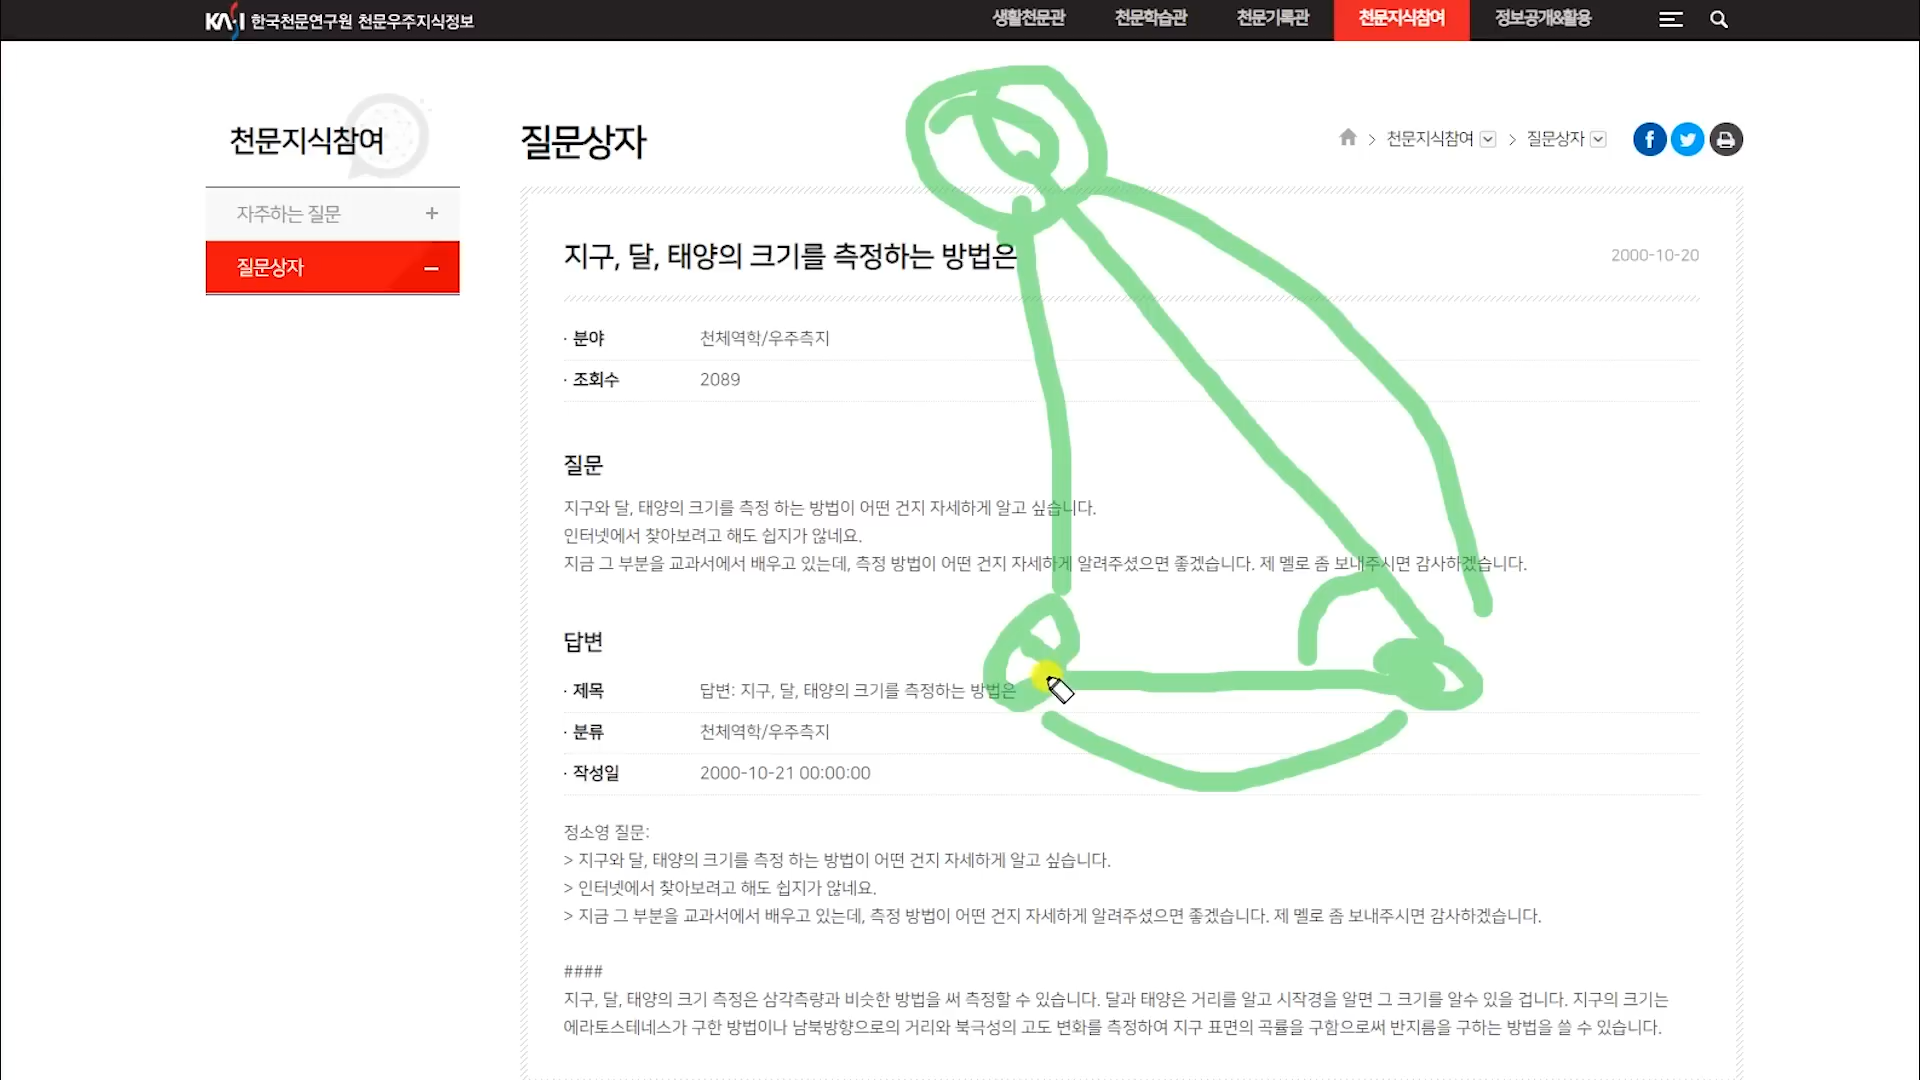 KASI 한국천문연구원 천문우주지식정보
생활천문관 천문학습관 천문기록관 천문지식참여 정보공개&활용
천문지식참여
자주하는 질문
질문상자
질문상자
천문지식참여 > 질문상자
지구, 달, 태양의 크기를 측정하는 방법은
2000-10-20
· 분야 천체역학/우주측지
· 조회수 2089
질문
지구와 달, 태양의 크기를 측정 하는 방법이 어떤 건지 자세하게 알고 싶습니다.
인터넷에서 찾아보려고 해도 쉽지가 않네요.
지금 그 부분을 교과서에서 배우고 있는데, 측정 방법이 어떤 건지 자세하게 알려주셨으면 좋겠습니다. 제 멜로 좀 보내주시면 감사하겠습니다.
답변
· 제목 답변: 지구, 달, 태양의 크기를 측정하는 방법은
· 분류 천체역학/우주측지
· 작성일 2000-10-21 00:00:00
정소영 질문:
> 지구와 달, 태양의 크기를 측정 하는 방법이 어떤 건지 자세하게 알고 싶습니다.
> 인터넷에서 찾아보려고 해도 쉽지가 않네요.
> 지금 그 부분을 교과서에서 배우고 있는데, 측정 방법이 어떤 건지 자세하게 알려주셨으면 좋겠습니다. 제 멜로 좀 보내주시면 감사하겠습니다.
####
지구, 달, 태양의 크기 측정은 삼각측량과 비슷한 방법을 써 측정할 수 있습니다. 달과 태양은 거리를 알고 시작경을 알면 그 크기를 알수 있을 겁니다. 지구의 크기는
에라토스테네스가 구한 방법이나 남북방향으로의 거리와 북극성의 고도 변화를 측정하여 지구 표면의 곡률을 구함으로써 반지름을 구하는 방법을 쓸 수 있습니다.